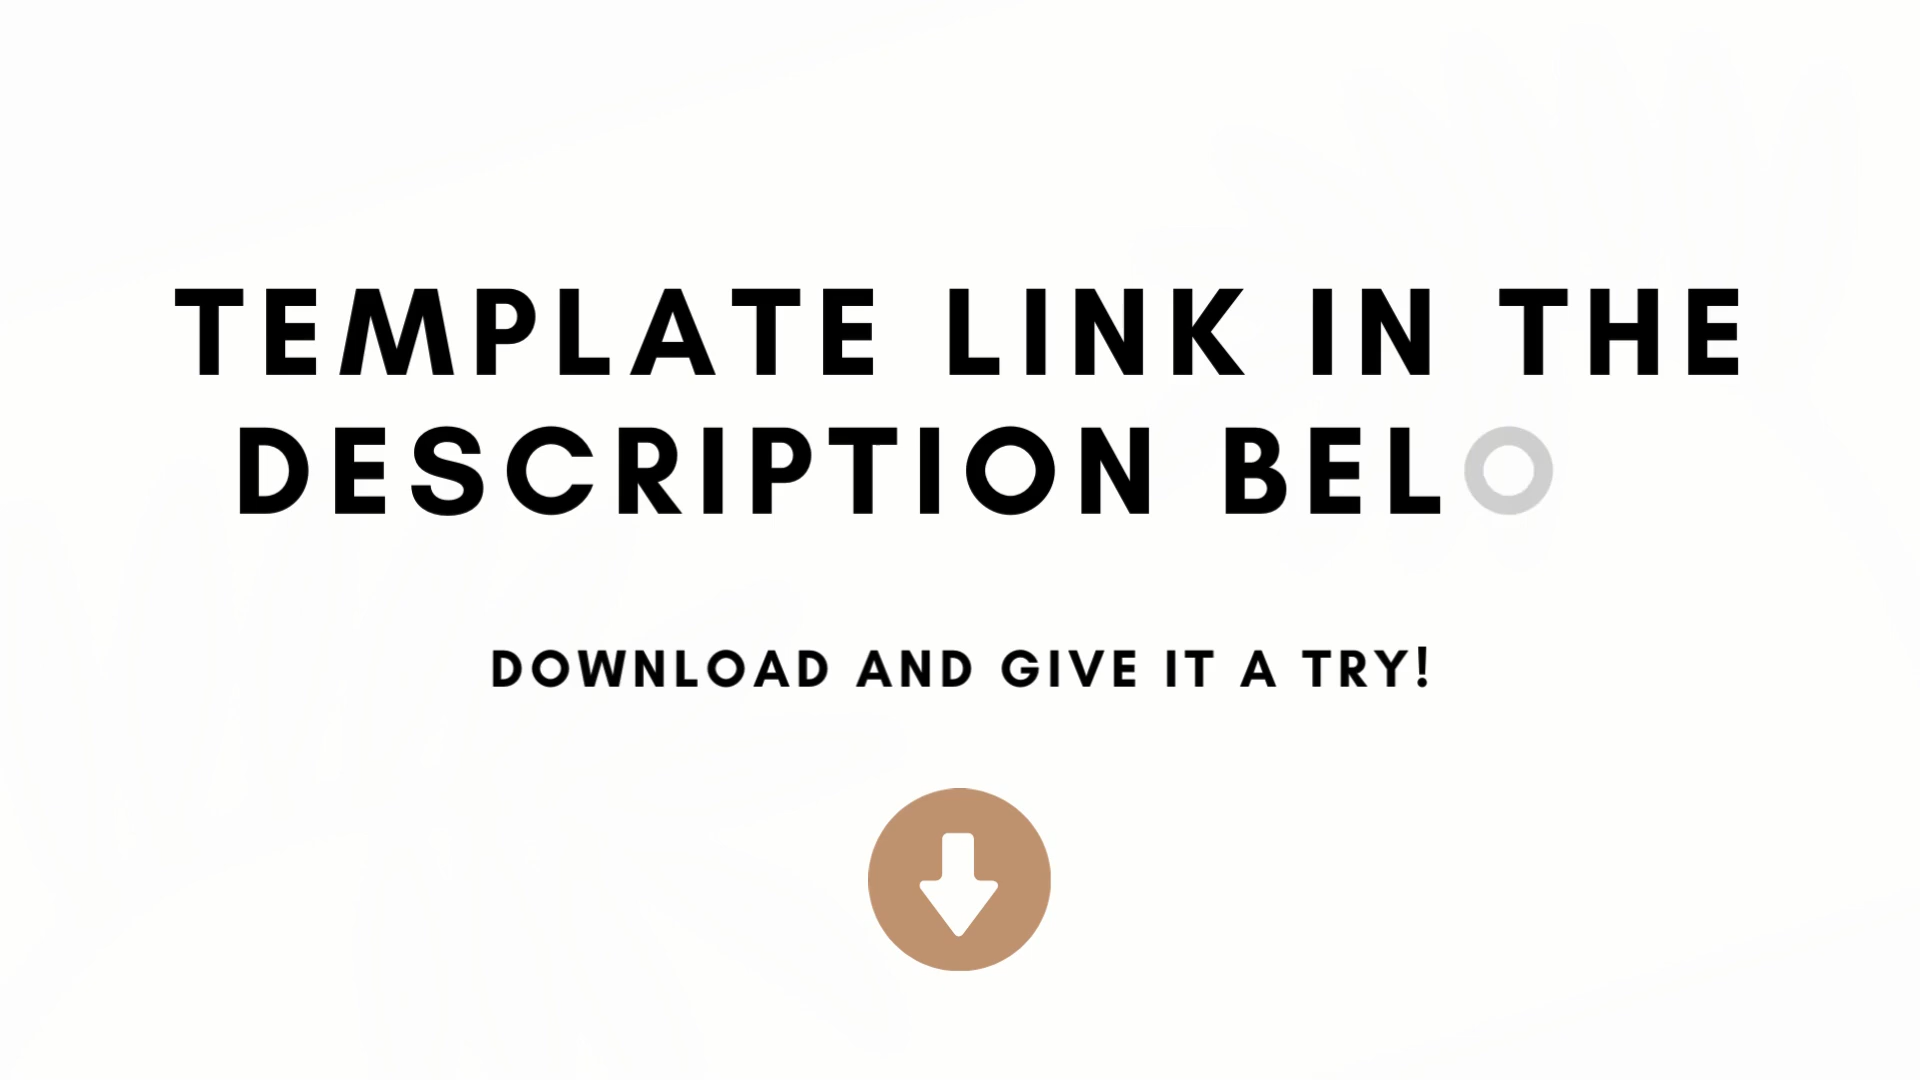 TEMPLATE LINK IN THE
DESCRIPTION BELO
DOWNLOAD AND GIVE IT A TRY!